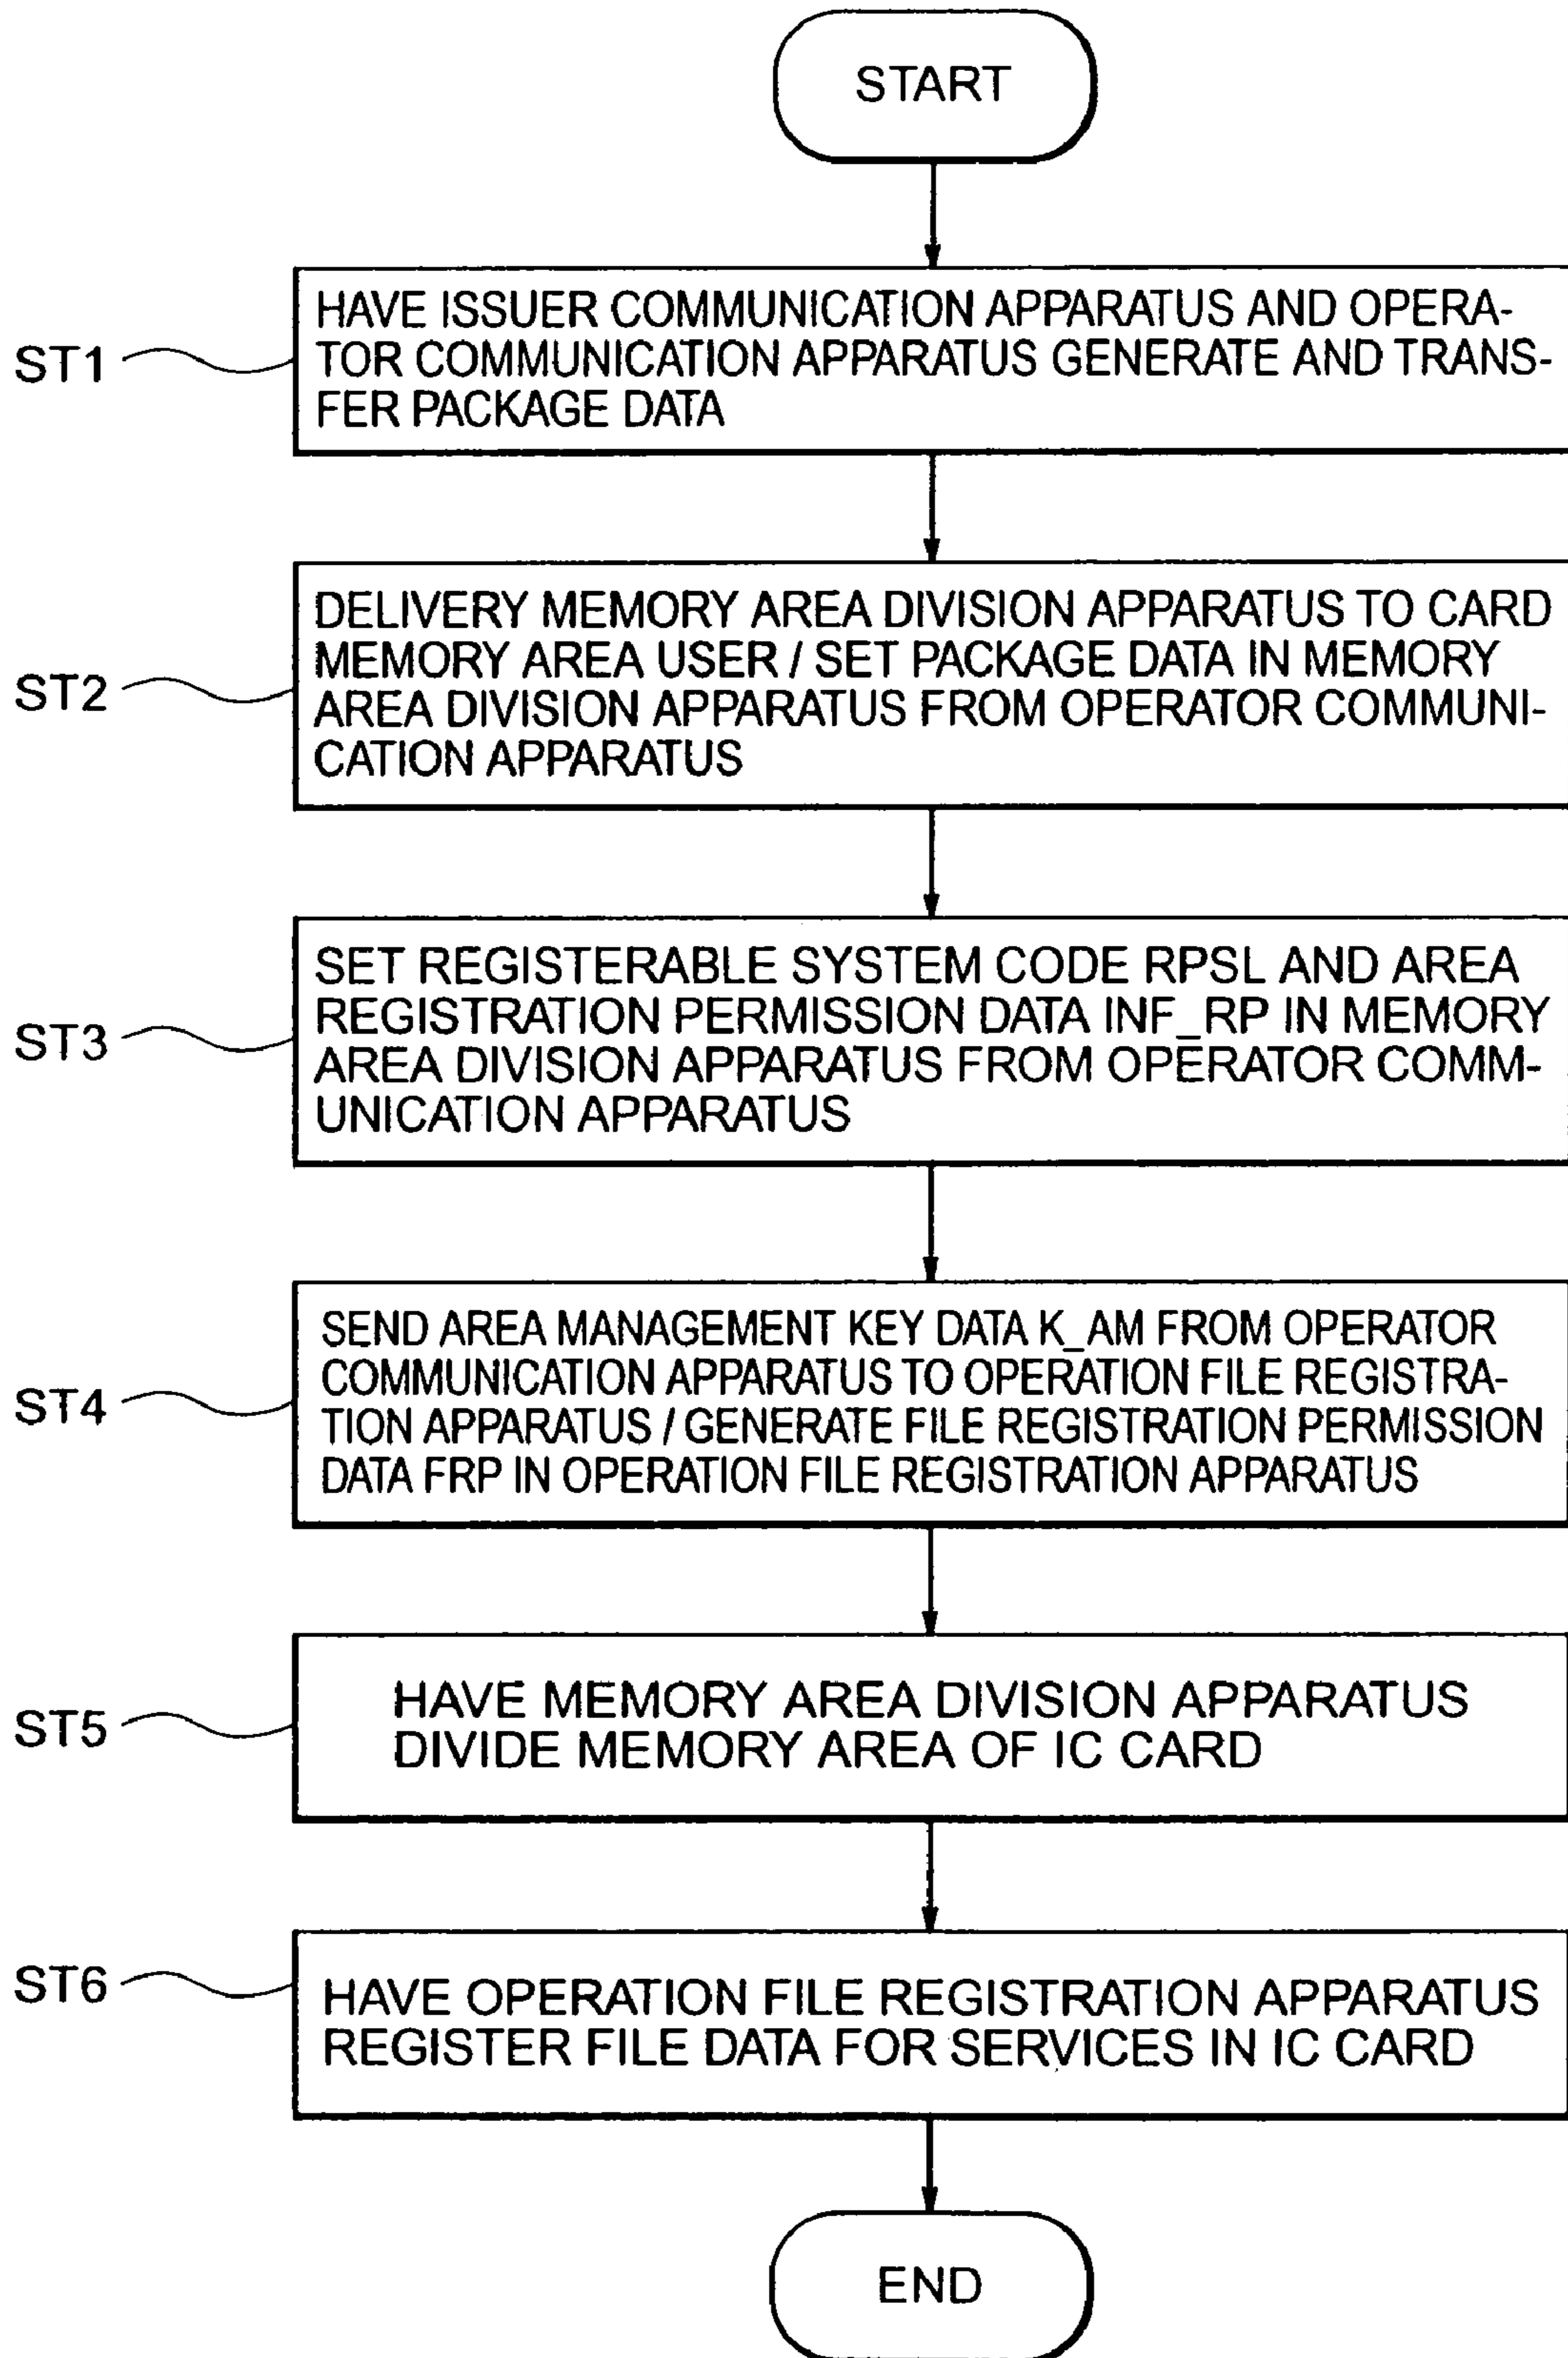 START
ST1
HAVE ISSUER COMMUNICATION APPARATUS AND OPERA-
TOR COMMUNICATION APPARATUS GENERATE AND TRANS-
FER PACKAGE DATA
ST2
DELIVERY MEMORY AREA DIVISION APPARATUS TO CARD
MEMORY AREA USER / SET PACKAGE DATA IN MEMORY
AREA DIVISION APPARATUS FROM OPERATOR COMMUNI-
CATION APPARATUS
ST3
SET REGISTERABLE SYSTEM CODE RPSL AND AREA
REGISTRATION PERMISSION DATA INF_RP IN MEMORY
AREA DIVISION APPARATUS FROM OPERATOR COMM-
UNICATION APPARATUS
ST4
SEND AREA MANAGEMENT KEY DATA K_AM FROM OPERATOR
COMMUNICATION APPARATUS TO OPERATION FILE REGISTRA-
TION APPARATUS / GENERATE FILE REGISTRATION PERMISSION
DATA FRP IN OPERATION FILE REGISTRATION APPARATUS
ST5
HAVE MEMORY AREA DIVISION APPARATUS
DIVIDE MEMORY AREA OF IC CARD
ST6
HAVE OPERATION FILE REGISTRATION APPARATUS
REGISTER FILE DATA FOR SERVICES IN IC CARD
END